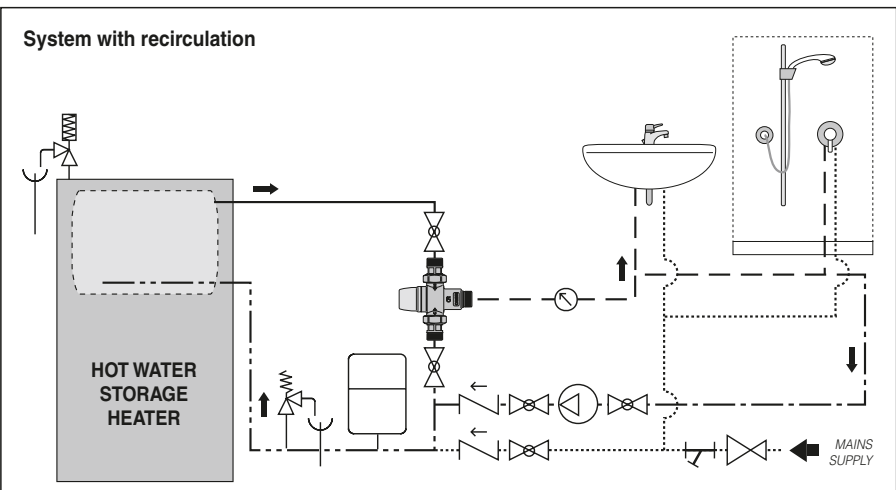 System with recirculation
HOT WATER
STORAGE
HEATER
MAINS
SUPPLY